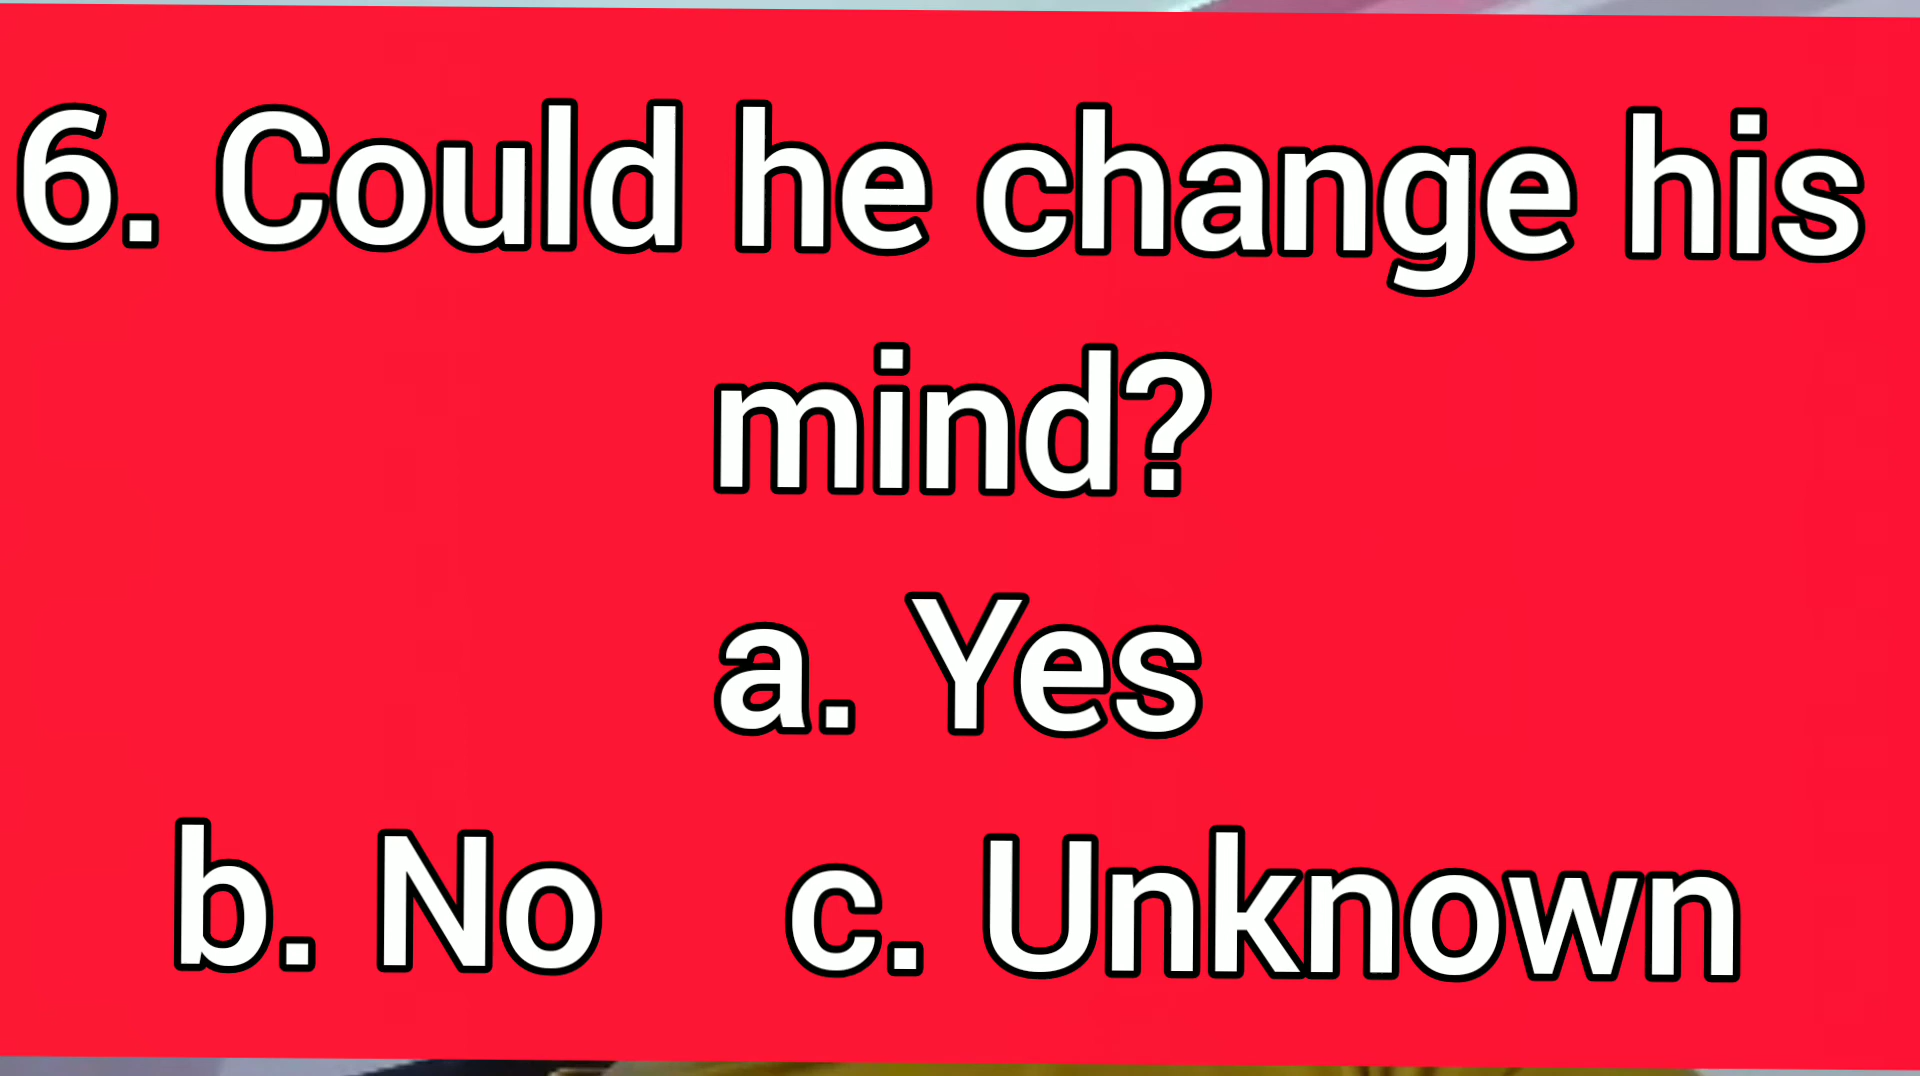 6. Could he change his
mind?
a. Yes
b. No c. Unknown